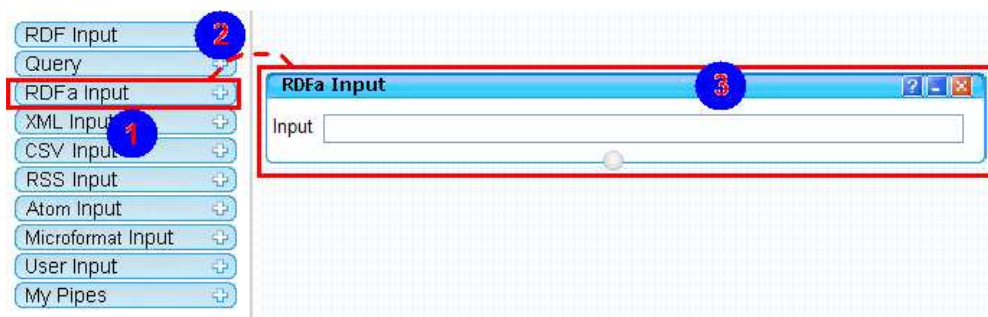 RDF Input
2
Query
RDFa Input
XML Input
1
CSV Input
RSS Input
Atom Input
Microformat Input
User Input
My Pipes
RDFa Input
3
?
Input